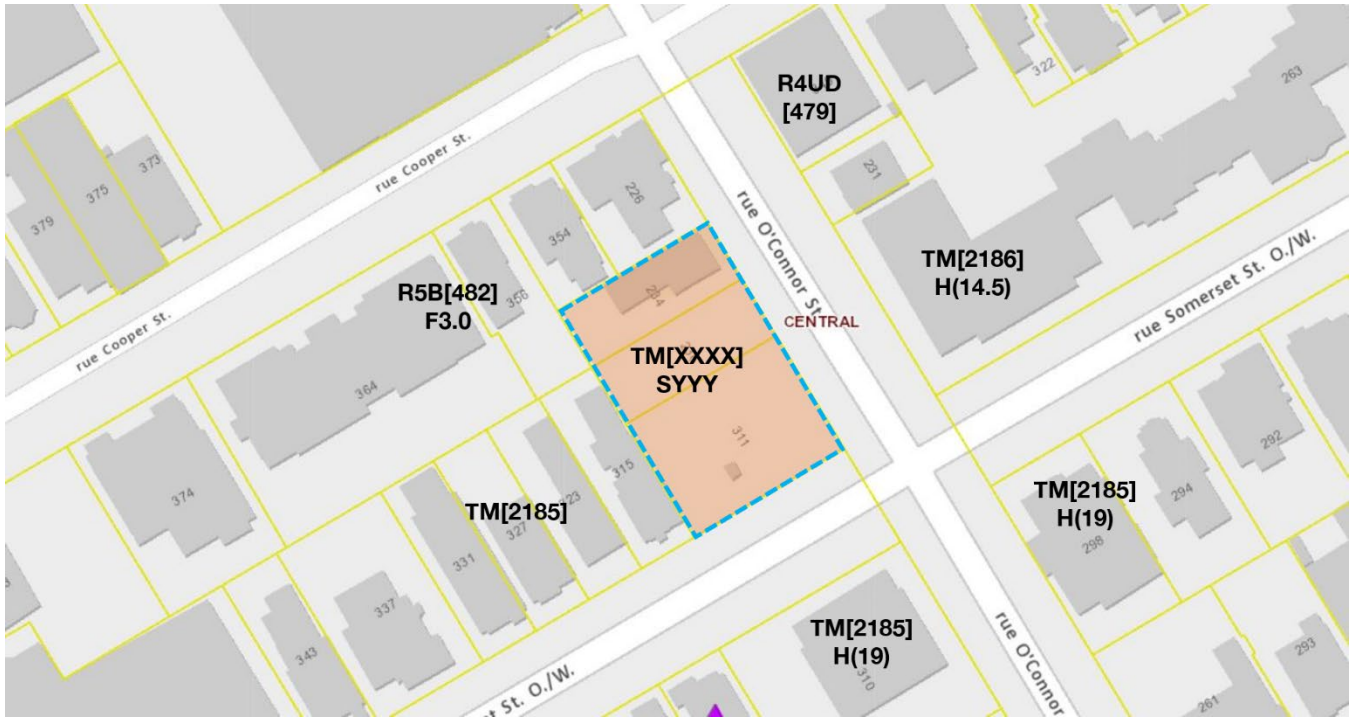 R4UD
[479]
322
263
rue Cooper St.
373
375
379
231
226
rue O'Connor St.
354
TM[2186]
H(14.5)
rue Somerset St. O./W.
R5B[482]
F3.0
356
234
CENTRAL
rue Cooper St.
TM[XXXX]
SYYY
364
311
292
315
TM[2185]
H(19)
294
374
TM[2185]
323
327
331
298
337
TM[2185]
H(19)
310
rue O'Connor
343
293
261
et St. O./W.